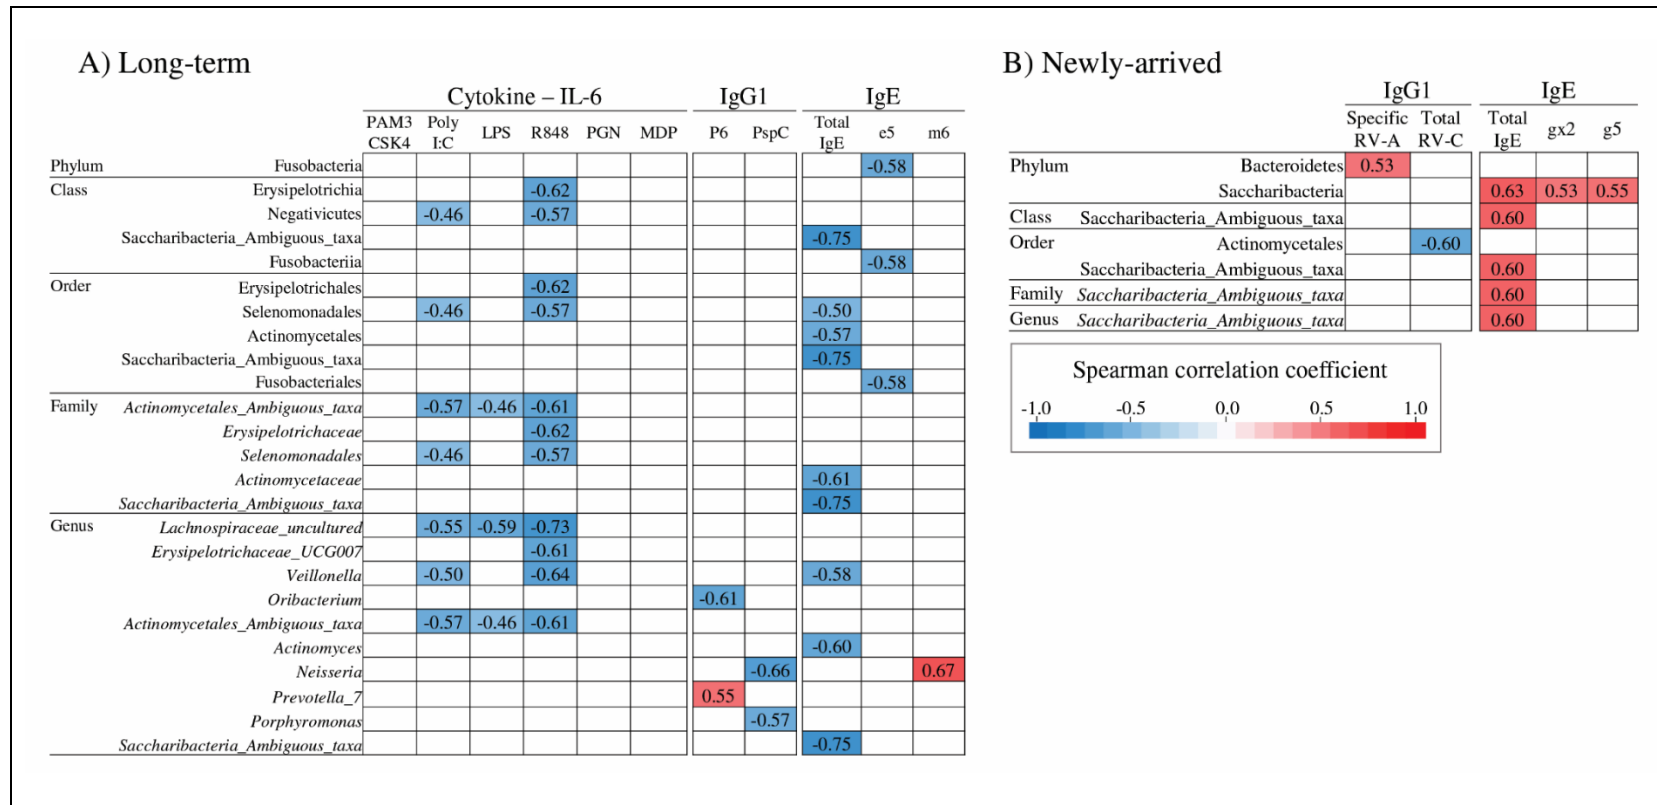 A) Long-term
Cytokine – IL-6 IgG1 IgE
PAM3 CSK4 Poly I:C LPS R848 PGN MDP P6 PspC Total IgE e5 m6
Phylum Fusobacteria -0.58
Class Erysipelotrichia -0.62
Negativicutes -0.46 -0.57
Saccharibacteria_Ambiguous_taxa -0.75
Fusobacteriia -0.58
Order Erysipelotrichales -0.62
Selenomonadales -0.46 -0.57 -0.50
Actinomycetales -0.57
Saccharibacteria_Ambiguous_taxa -0.75
Fusobacteriales -0.58
Family Actinomycetales_Ambiguous_taxa -0.57 -0.46 -0.61
Erysipelotrichaceae -0.62
Selenomonadales -0.46 -0.57
Actinomycetaceae -0.61
Saccharibacteria_Ambiguous_taxa -0.75
Genus Lachnospiraceae_uncultured -0.55 -0.59 -0.73
Erysipelotrichaceae_UCG007 -0.61
Veillonella -0.50 -0.64 -0.58
Oribacterium -0.61
Actinomycetales_Ambiguous_taxa -0.57 -0.46 -0.61
Actinomyces -0.60
Neisseria -0.66 0.67
Prevotella_7 0.55
Porphyromonas -0.57
Saccharibacteria_Ambiguous_taxa -0.75
B) Newly-arrived
IgG1 IgE
Specific RV-A Total RV-C Total IgE gx2 g5
Phylum Bacteroidetes 0.53
Saccharibacteria 0.63 0.53 0.55
Class Saccharibacteria_Ambiguous_taxa 0.60
Order Actinomycetales -0.60
Saccharibacteria_Ambiguous_taxa 0.60
Family Saccharibacteria_Ambiguous_taxa 0.60
Genus Saccharibacteria_Ambiguous_taxa 0.60
Spearman correlation coefficient
-1.0 -0.5 0.0 0.5 1.0